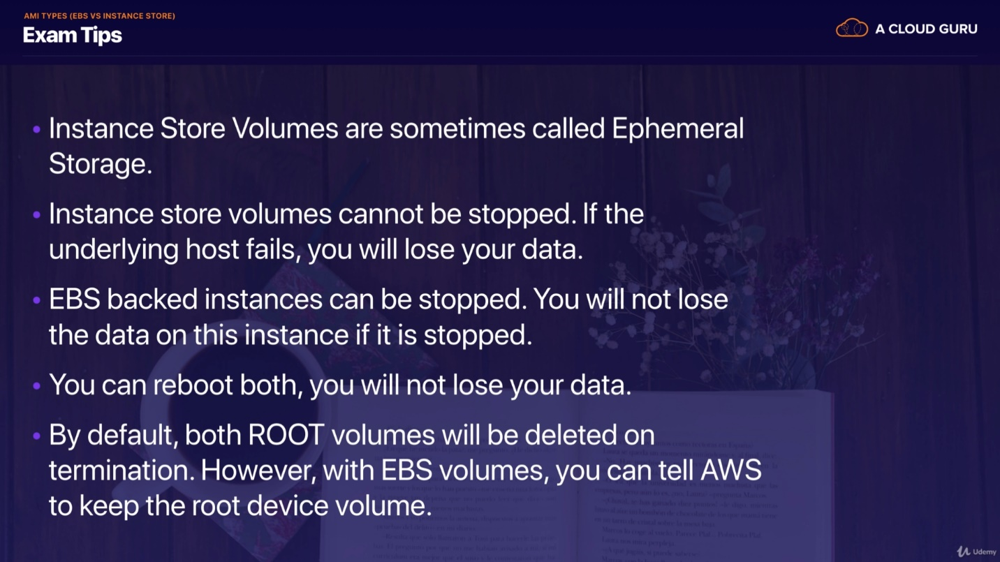 AMI TYPES (EBS VS INSTANCE STORE)
Exam Tips
A CLOUD GURU
• Instance Store Volumes are sometimes called Ephemeral
Storage.
• Instance store volumes cannot be stopped. If the
underlying host fails, you will lose your data.
• EBS backed instances can be stopped. You will not lose
the data on this instance if it is stopped.
• You can reboot both, you will not lose your data.
• By default, both ROOT volumes will be deleted on
termination. However, with EBS volumes, you can tell AWS
to keep the root device volume.
Udemy